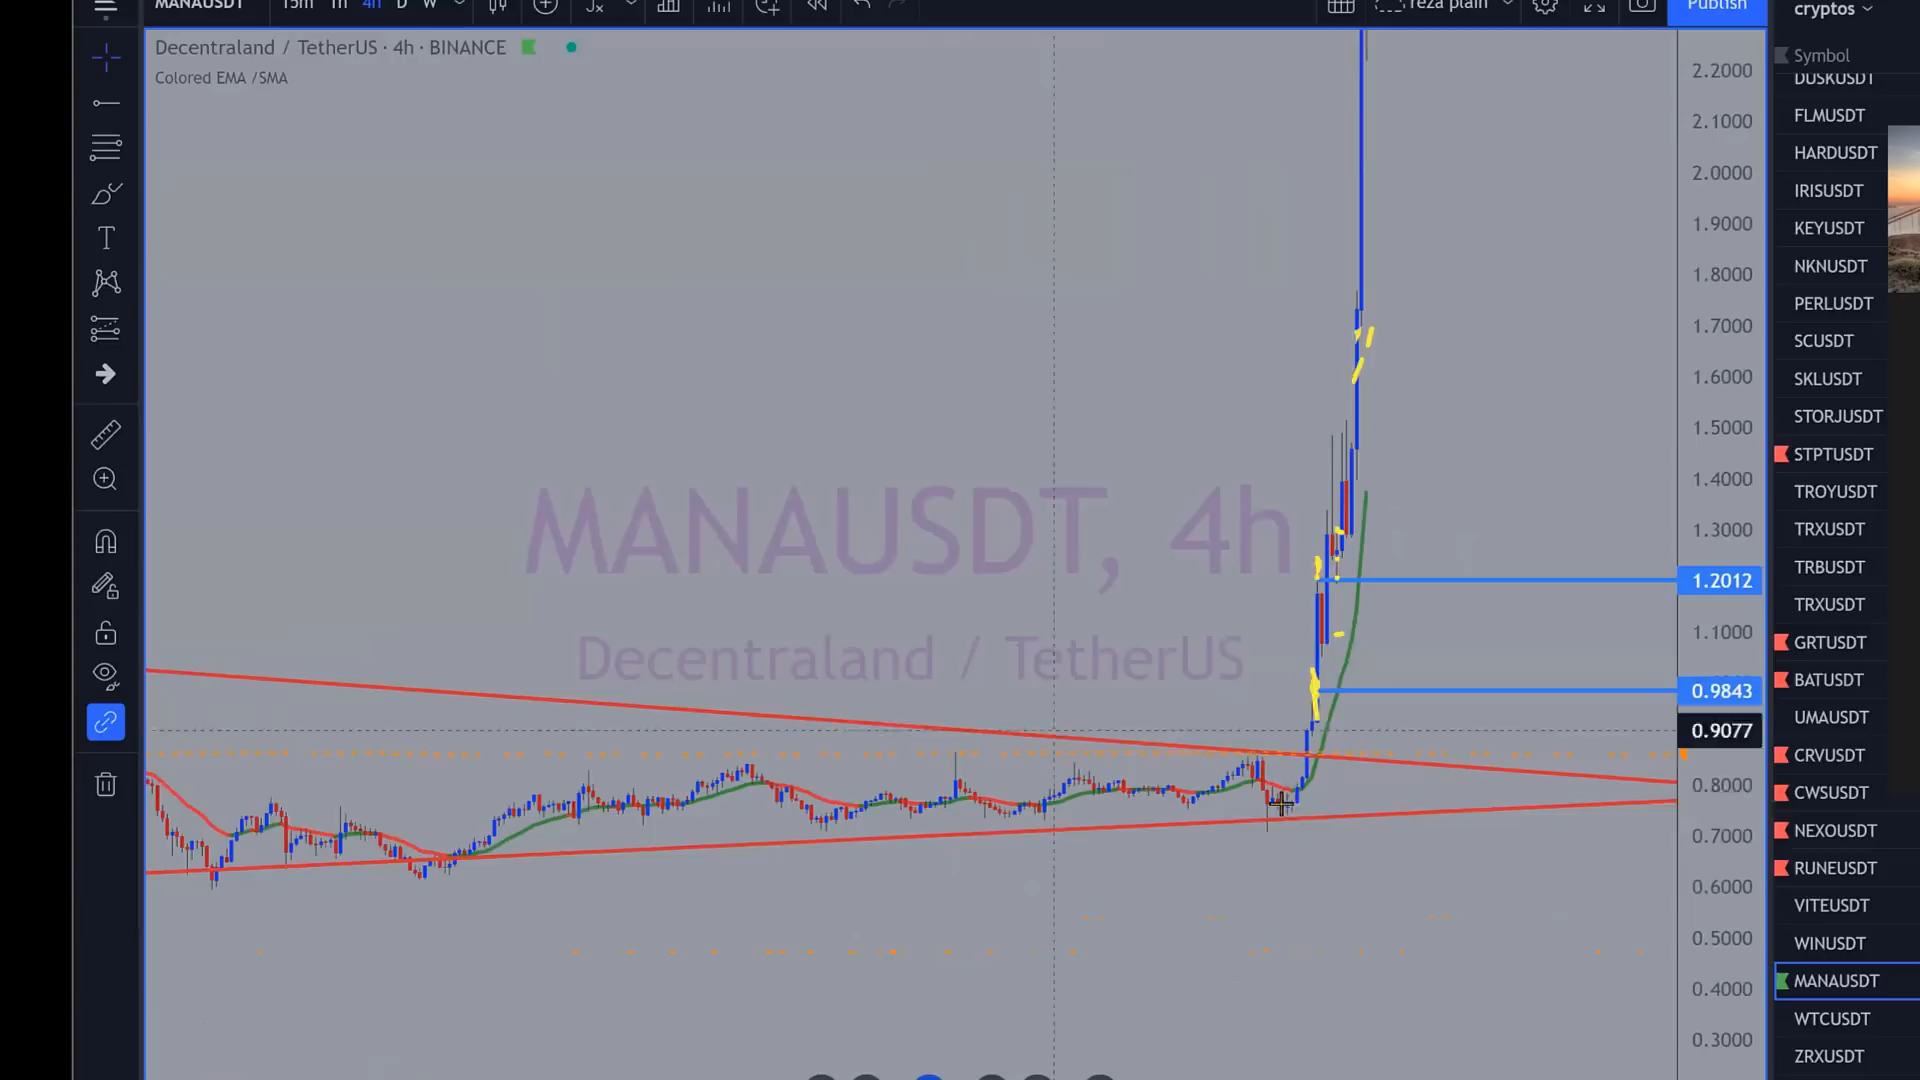 MANAUSDT 15m 1h 4h D W reza plain Publish cryptos
Decentraland / TetherUS · 4h · BINANCE
Colored EMA /SMA
MANAUSDT, 4h
Decentraland / TetherUS
2.2000
2.1000
2.0000
1.9000
1.8000
1.7000
1.6000
1.5000
1.4000
1.3000
1.2012
1.1000
0.9843
0.9077
0.8000
0.7000
0.6000
0.5000
0.4000
0.3000
Symbol
DUSKUSDT
FLMUSDT
HARDUSDT
IRISUSDT
KEYUSDT
NKNUSDT
PERLUSDT
SCUSDT
SKLUSDT
STORJUSDT
STPTUSDT
TROYUSDT
TRXUSDT
TRBUSDT
TRXUSDT
GRTUSDT
BATUSDT
UMAUSDT
CRVUSDT
CWSUSDT
NEXOUSDT
RUNEUSDT
VITEUSDT
WINUSDT
MANAUSDT
WTCUSDT
ZRXUSDT